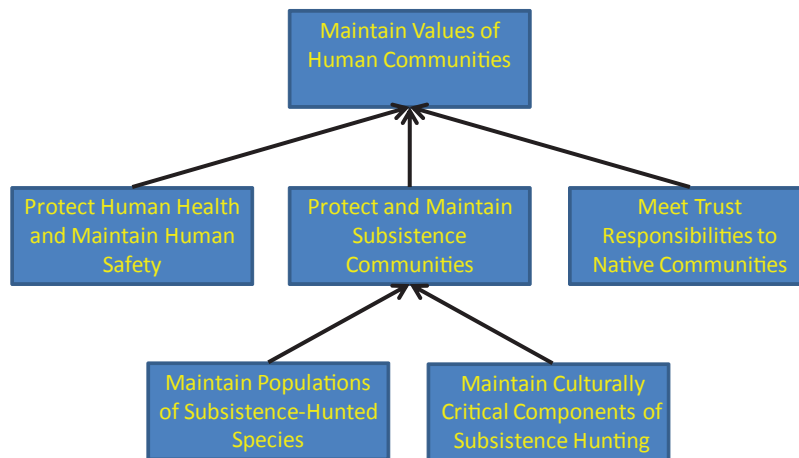 Maintain Values of
Human Communities
Protect Human Health
and Maintain Human
Safety
Protect and Maintain
Subsistence
Communities
Meet Trust
Responsibilities to
Native Communities
Maintain Populations
of Subsistence-Hunted
Species
Maintain Culturally
Critical Components of
Subsistence Hunting